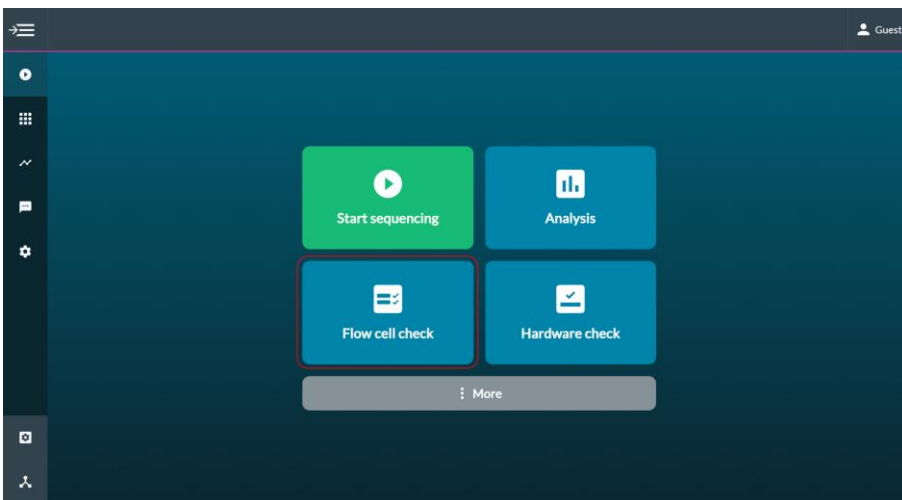 Guest
Start sequencing
Analysis
Flow cell check
Hardware check
More